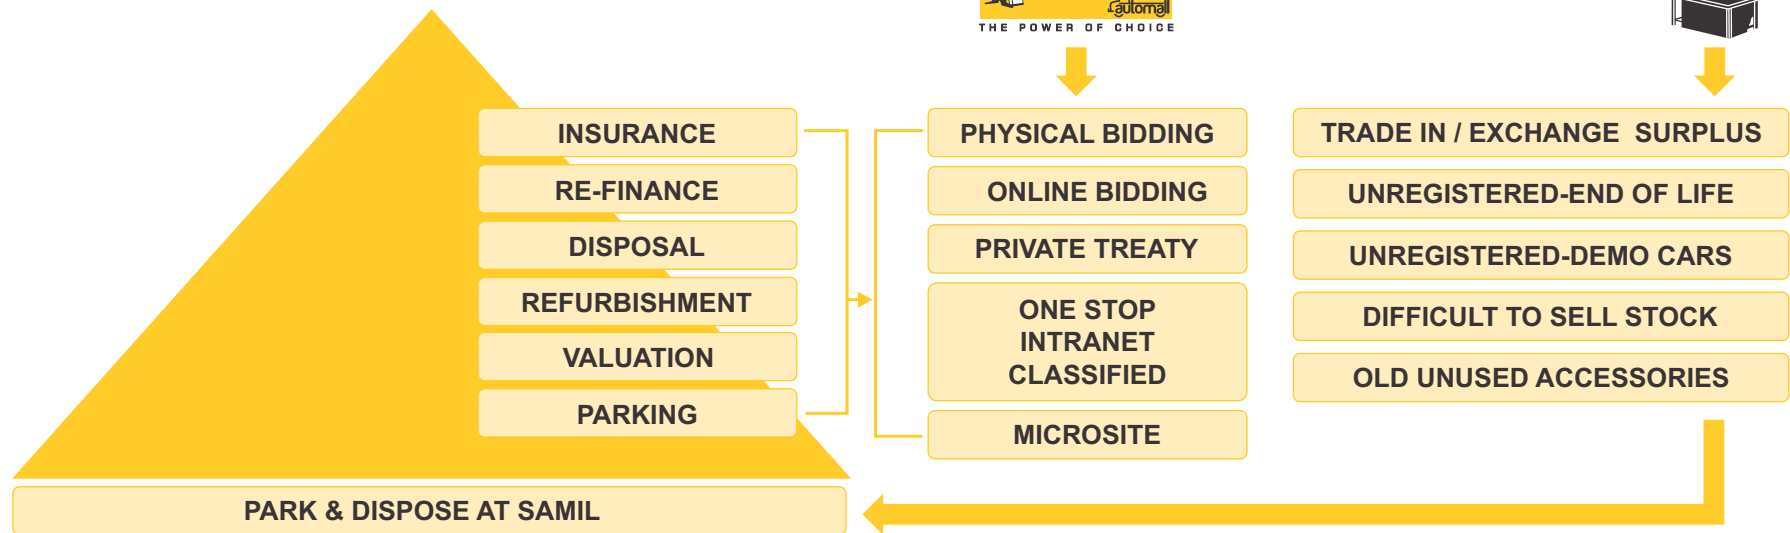 automall
THE POWER OF CHOICE
INSURANCE
RE-FINANCE
DISPOSAL
REFURBISHMENT
VALUATION
PARKING
PHYSICAL BIDDING
ONLINE BIDDING
PRIVATE TREATY
ONE STOP
INTRANET
CLASSIFIED
MICROSITE
TRADE IN / EXCHANGE SURPLUS
UNREGISTERED-END OF LIFE
UNREGISTERED-DEMO CARS
DIFFICULT TO SELL STOCK
OLD UNUSED ACCESSORIES
PARK & DISPOSE AT SAMIL